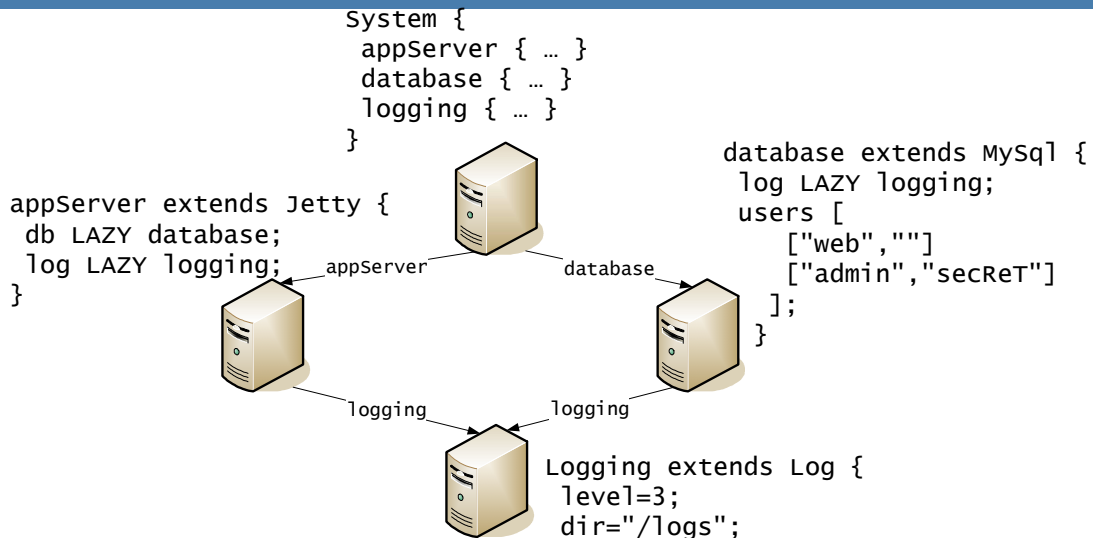 System {
appServer { … }
database { … }
logging { … }
}
database extends MySql {
log LAZY logging;
users [
["web",""]
["admin","secReT"]
];
}
appServer extends Jetty {
db LAZY database;
log LAZY logging;
}
appServer
database
logging
logging
Logging extends Log {
level=3;
dir="/logs";